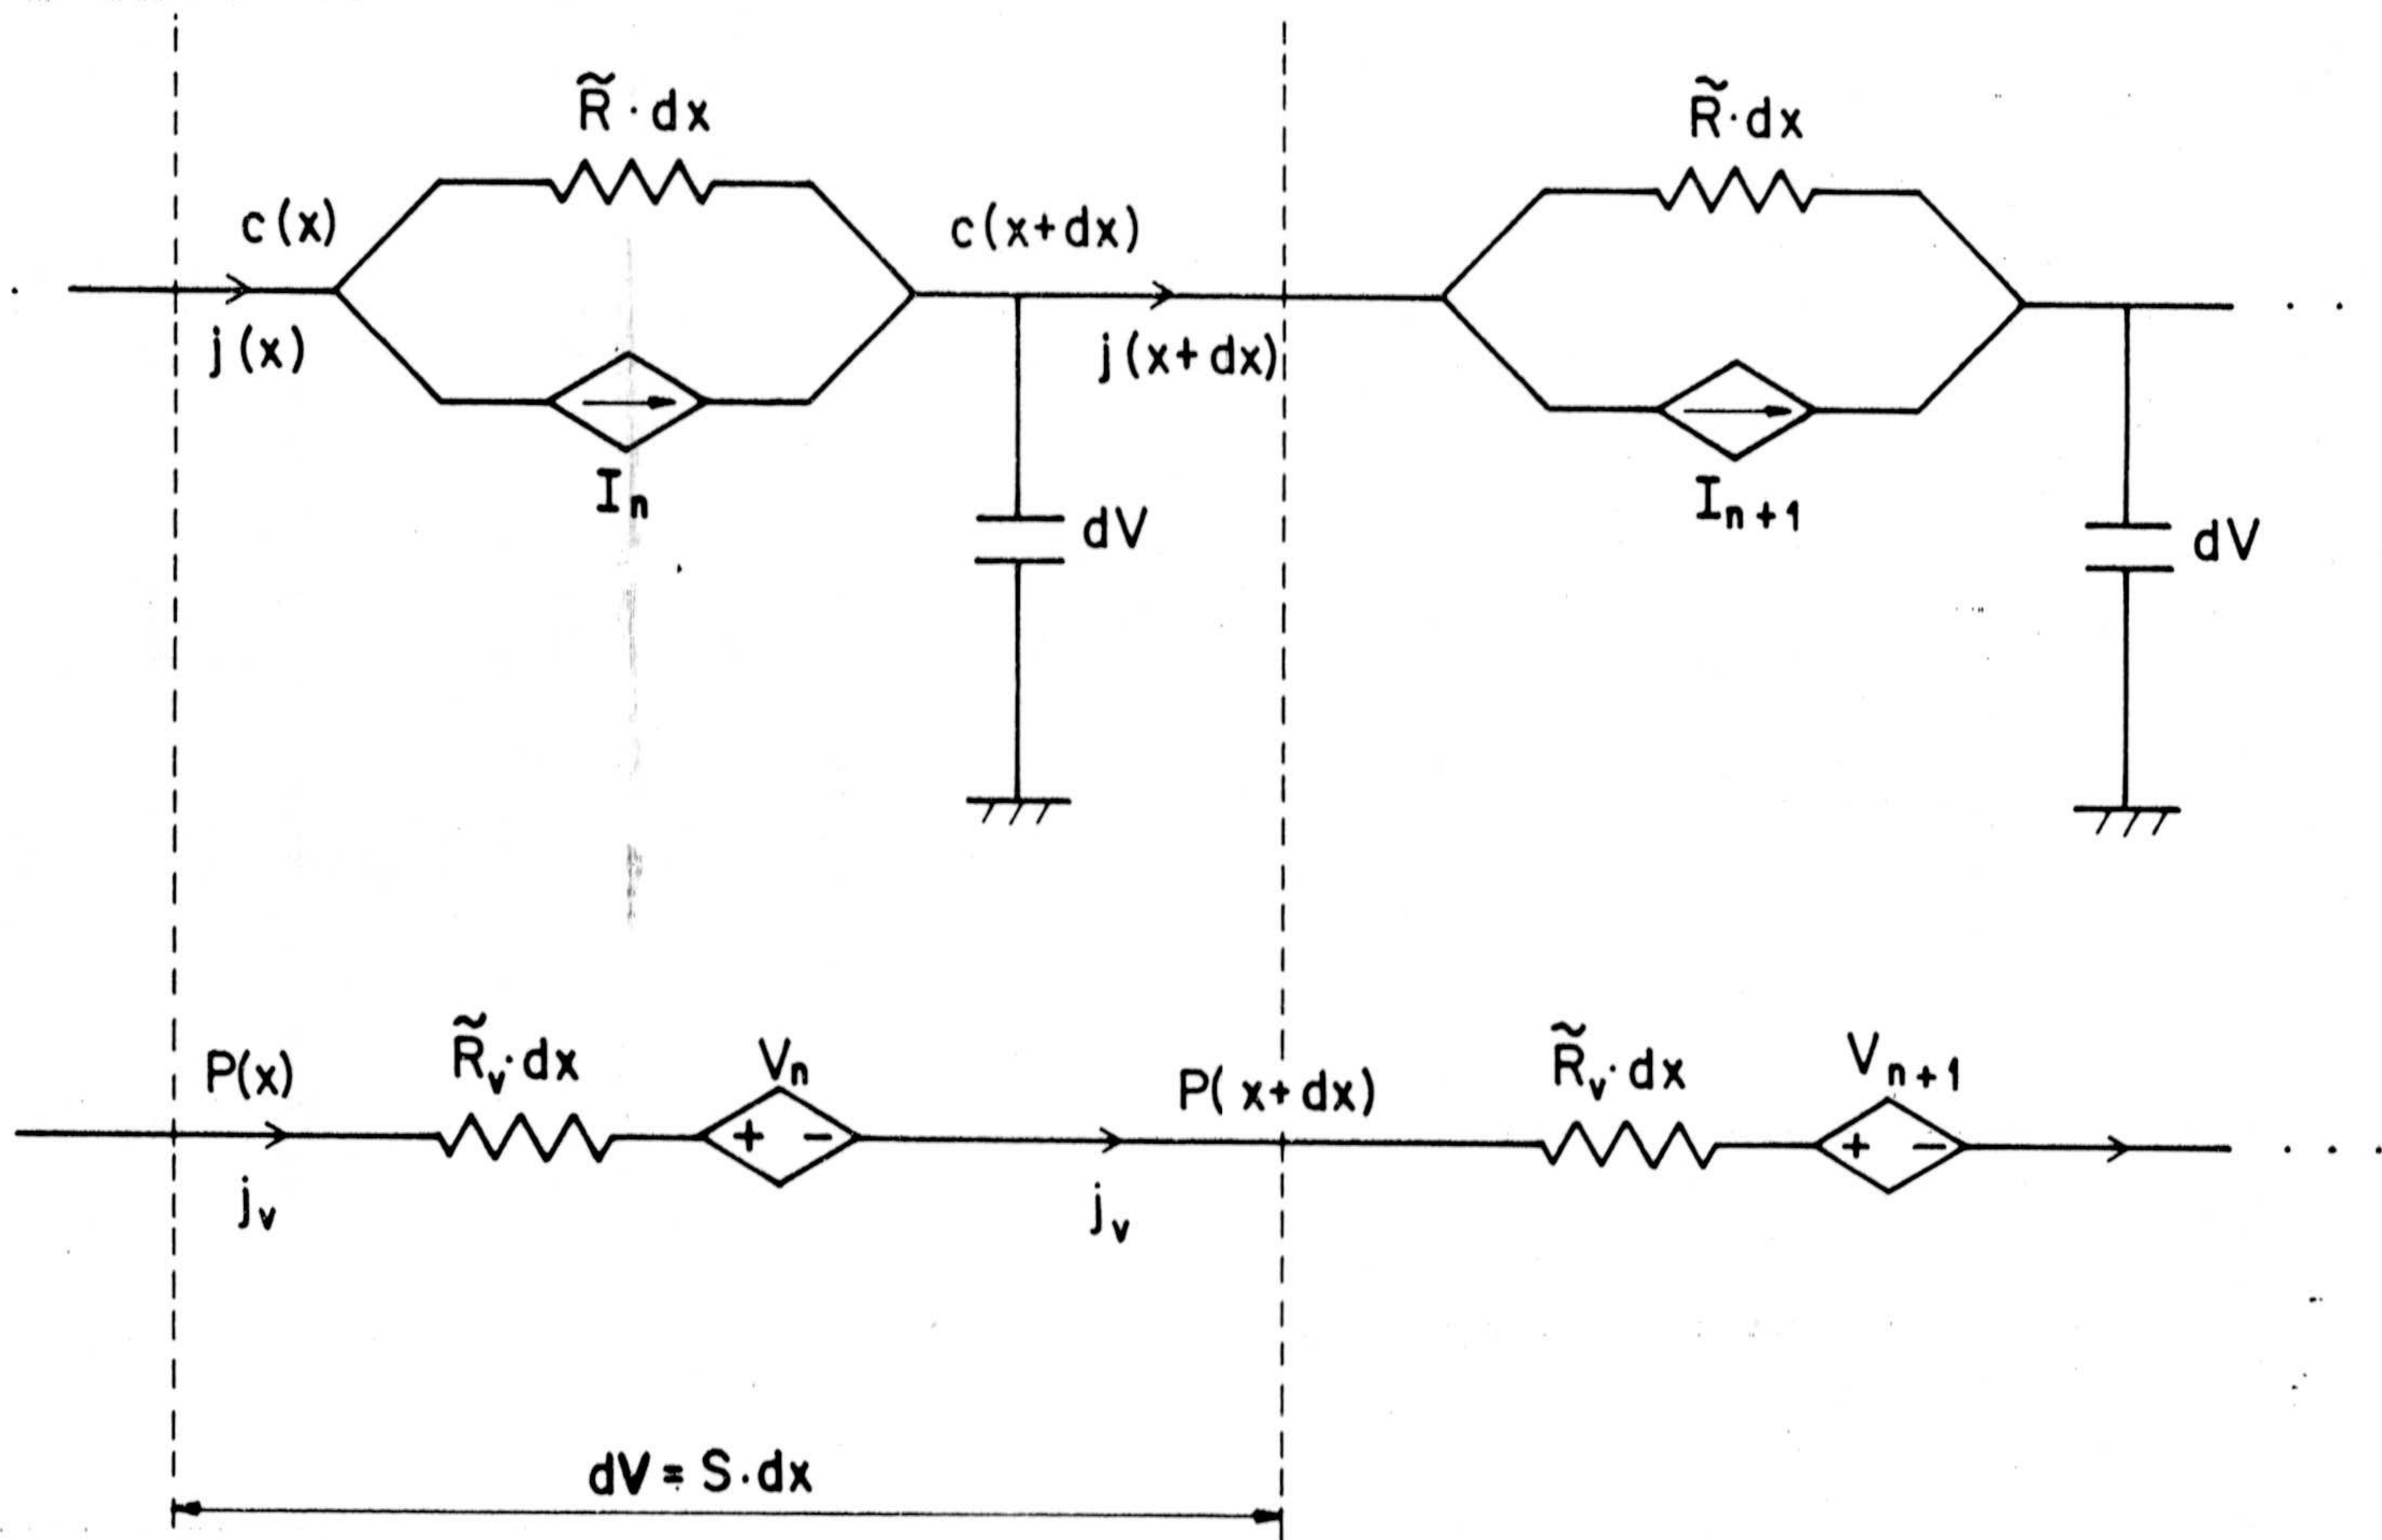 R̃·dx
R̃·dx
c(x)
c(x+dx)
j(x)
j(x+dx)
Iₙ
Iₙ₊₁
dV
dV
P(x)
R̃ᵥ·dx
Vₙ
P(x+dx)
R̃ᵥ·dx
Vₙ₊₁
+ -
+ -
jᵥ
jᵥ
dV = S.dx